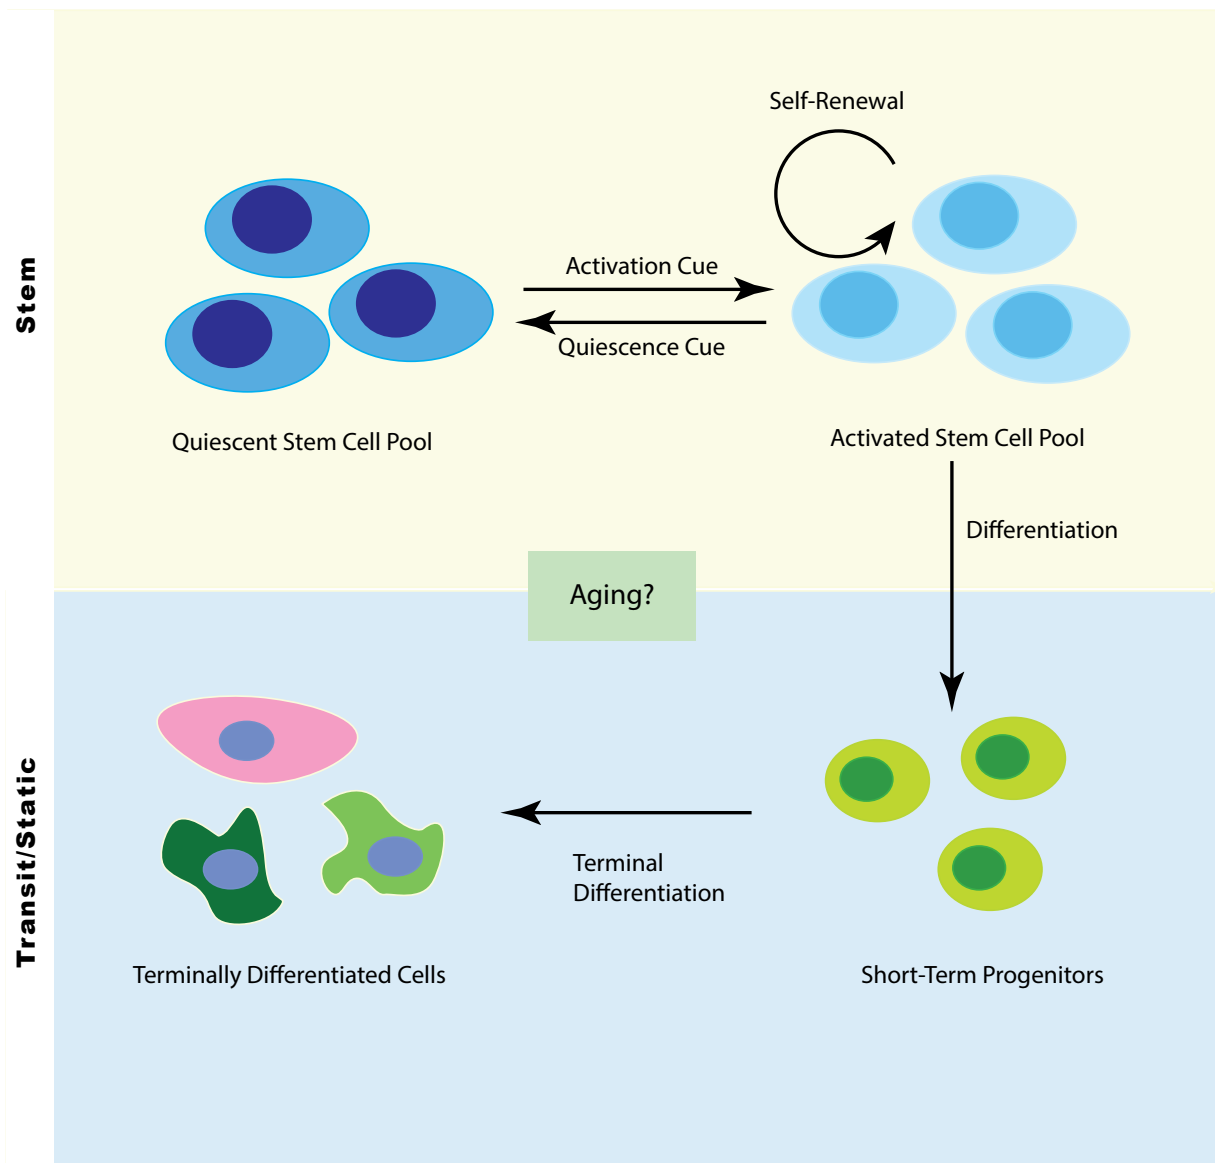 Self-Renewal
Activation Cue
Quiescence Cue
Stem
Quiescent Stem Cell Pool
Activated Stem Cell Pool
Differentiation
Aging?
Transit/Static
Terminal
Differentiation
Terminally Differentiated Cells
Short-Term Progenitors